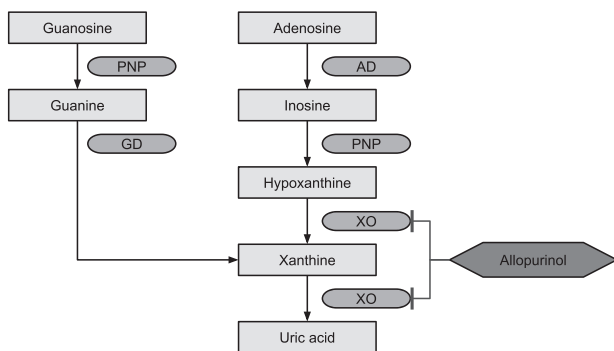 Guanosine
Adenosine
PNP
AD
Guanine
Inosine
GD
PNP
Hypoxanthine
XO
Xanthine
Allopurinol
XO
Uric acid